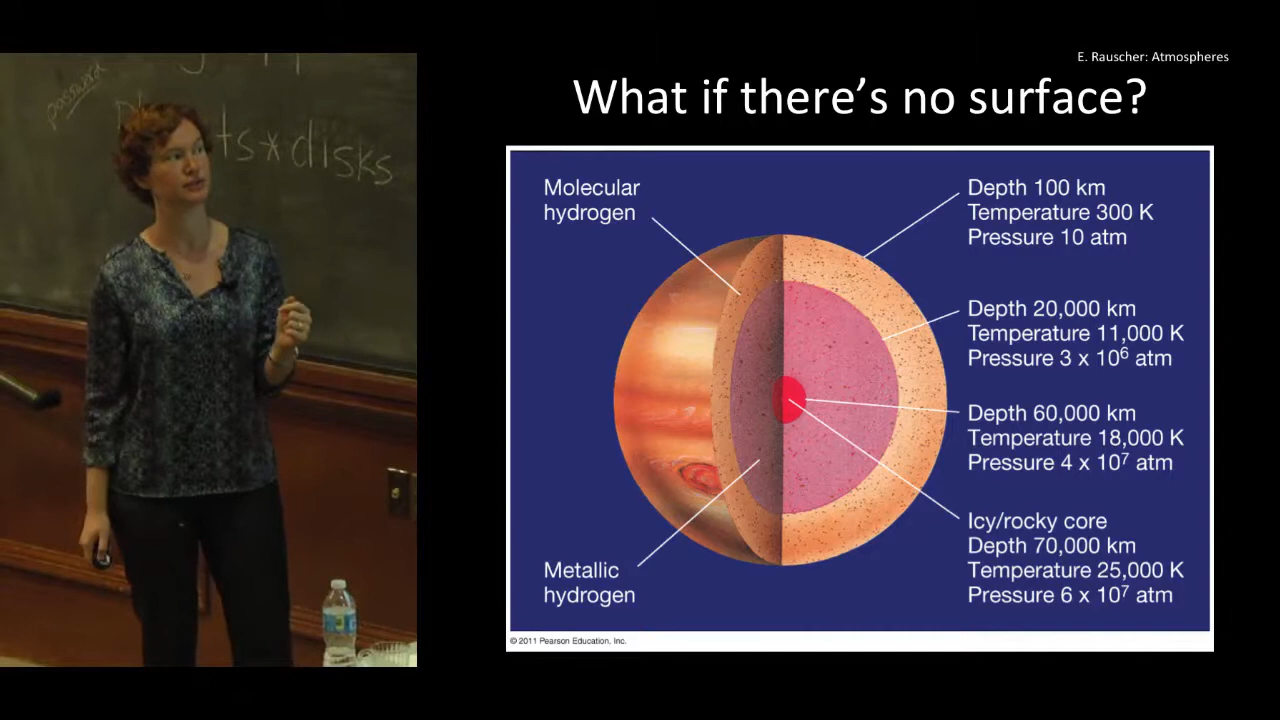 E. Rauscher: Atmospheres
What if there's no surface?
password
ts*disks
Molecular
hydrogen
Depth 100 km
Temperature 300 K
Pressure 10 atm
Depth 20,000 km
Temperature 11,000 K
Pressure 3 x 10⁶ atm
Depth 60,000 km
Temperature 18,000 K
Pressure 4 x 10⁷ atm
Icy/rocky core
Depth 70,000 km
Temperature 25,000 K
Pressure 6 x 10⁷ atm
Metallic
hydrogen
© 2011 Pearson Education, Inc.